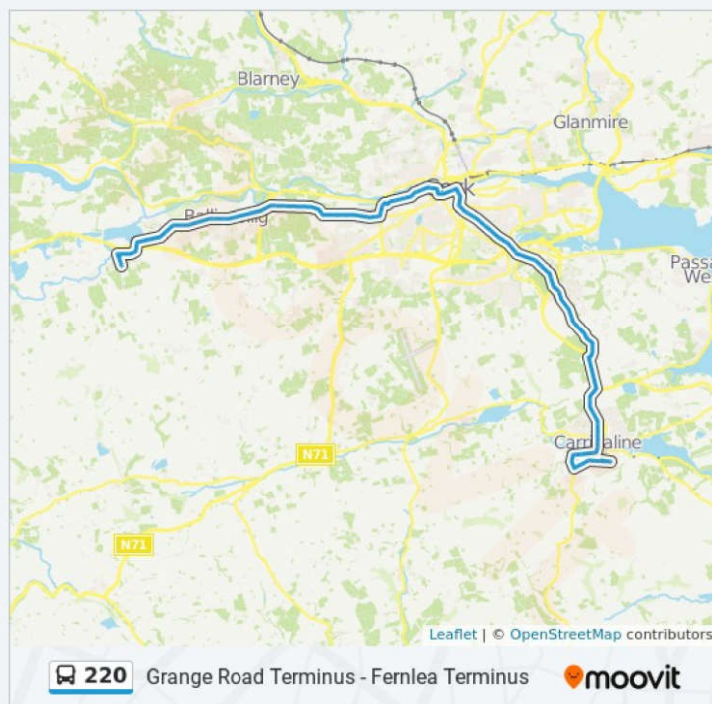 Blarney
Glanmire
N71
N71
Leaflet | © OpenStreetMap contributors
220 Grange Road Terminus - Fernlea Terminus moovit